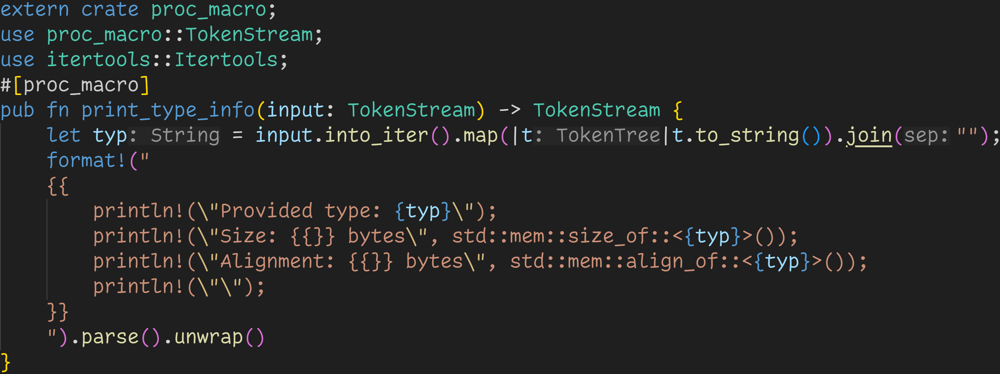 extern crate proc_macro;
use proc_macro::TokenStream;
use itertools::Itertools;
#[proc_macro]
pub fn print_type_info(input: TokenStream) -> TokenStream {
    let typ: String = input.into_iter().map(|t: TokenTree|t.to_string()).join(sep: "");
    format!("
    {{
        println!(\"Provided type: {typ}\");
        println!(\"Size: {{}} bytes\", std::mem::size_of::<{typ}>());
        println!(\"Alignment: {{}} bytes\", std::mem::align_of::<{typ}>());
        println!(\"\");
    }}
    ").parse().unwrap()
}